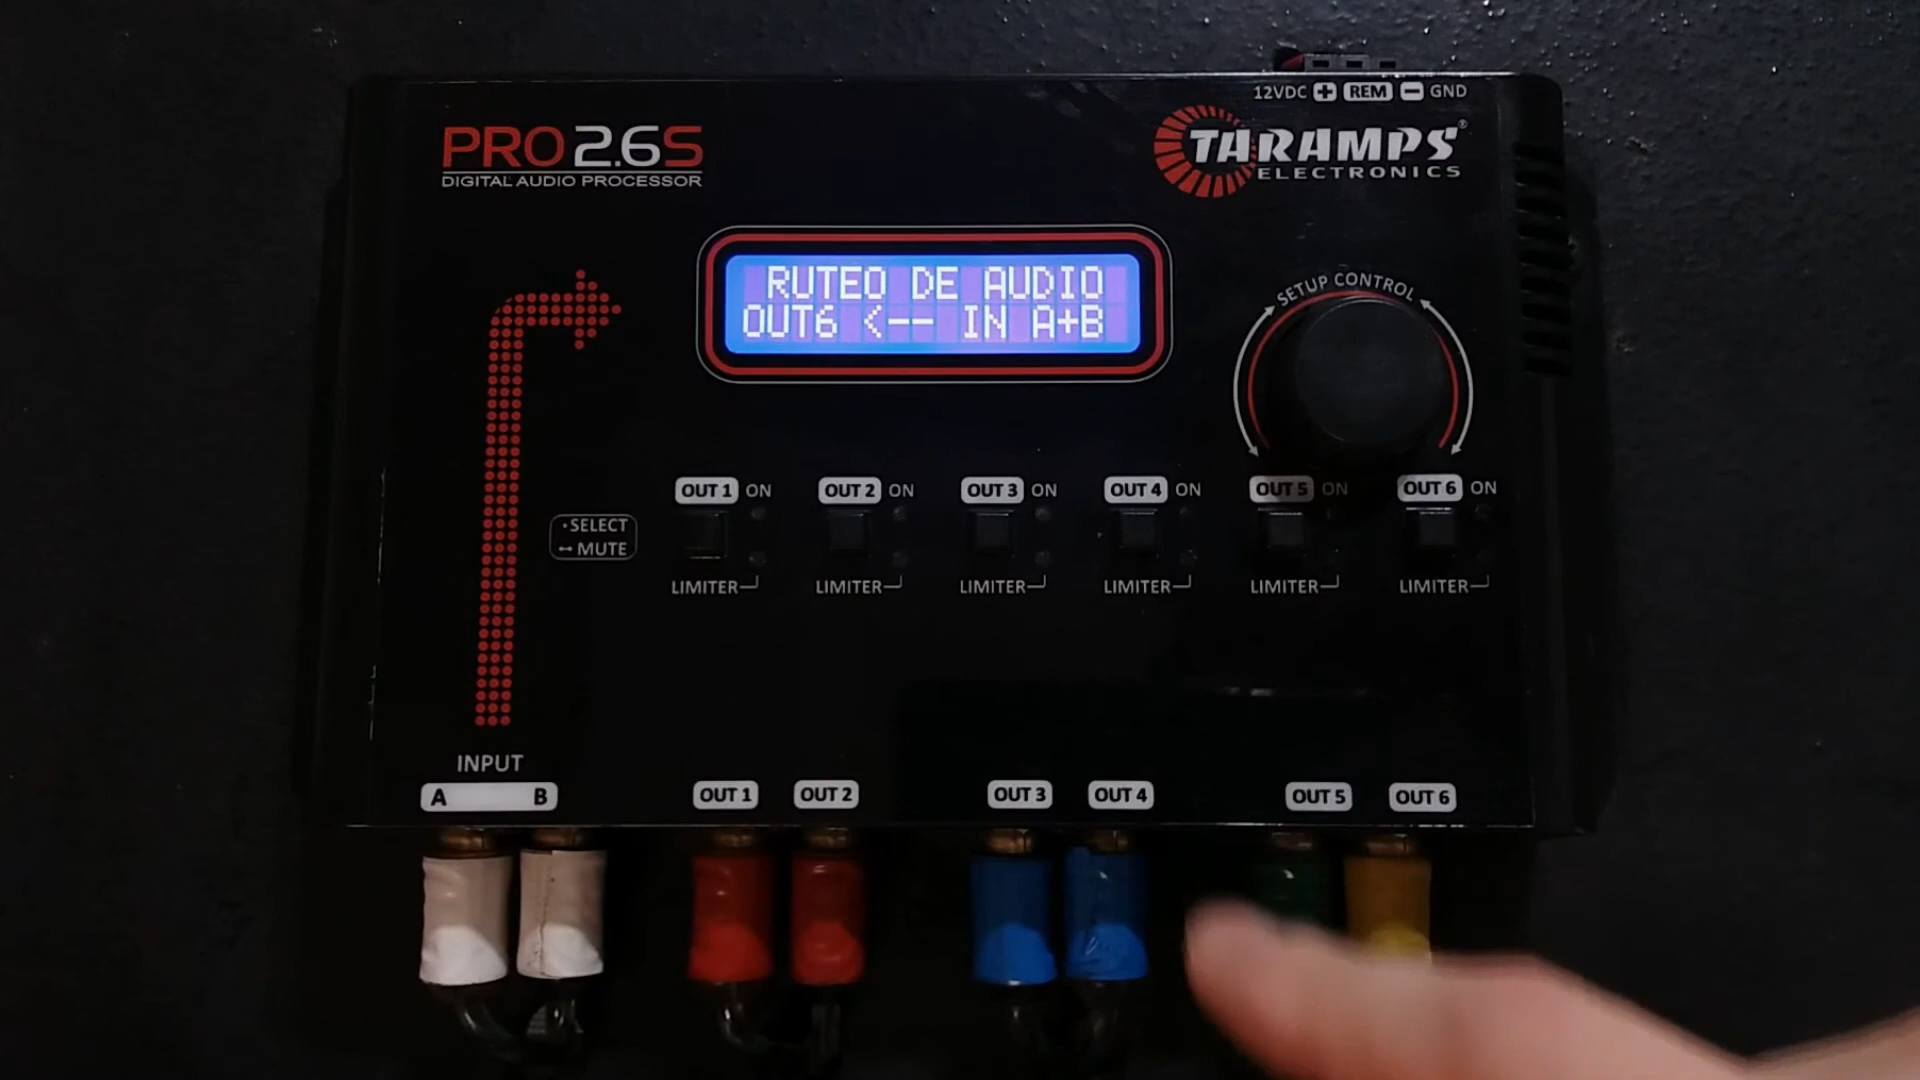 12VDC + REM − GND
PRO 2.6S
DIGITAL AUDIO PROCESSOR
TARAMPS®
ELECTRONICS
RUTEO DE AUDIO
OUT6 <-- IN A+B
SETUP CONTROL
OUT 1 ON
OUT 2 ON
OUT 3 ON
OUT 4 ON
OUT 5 ON
OUT 6 ON
SELECT
MUTE
LIMITER
LIMITER
LIMITER
LIMITER
LIMITER
LIMITER
INPUT
A B
OUT 1
OUT 2
OUT 3
OUT 4
OUT 5
OUT 6